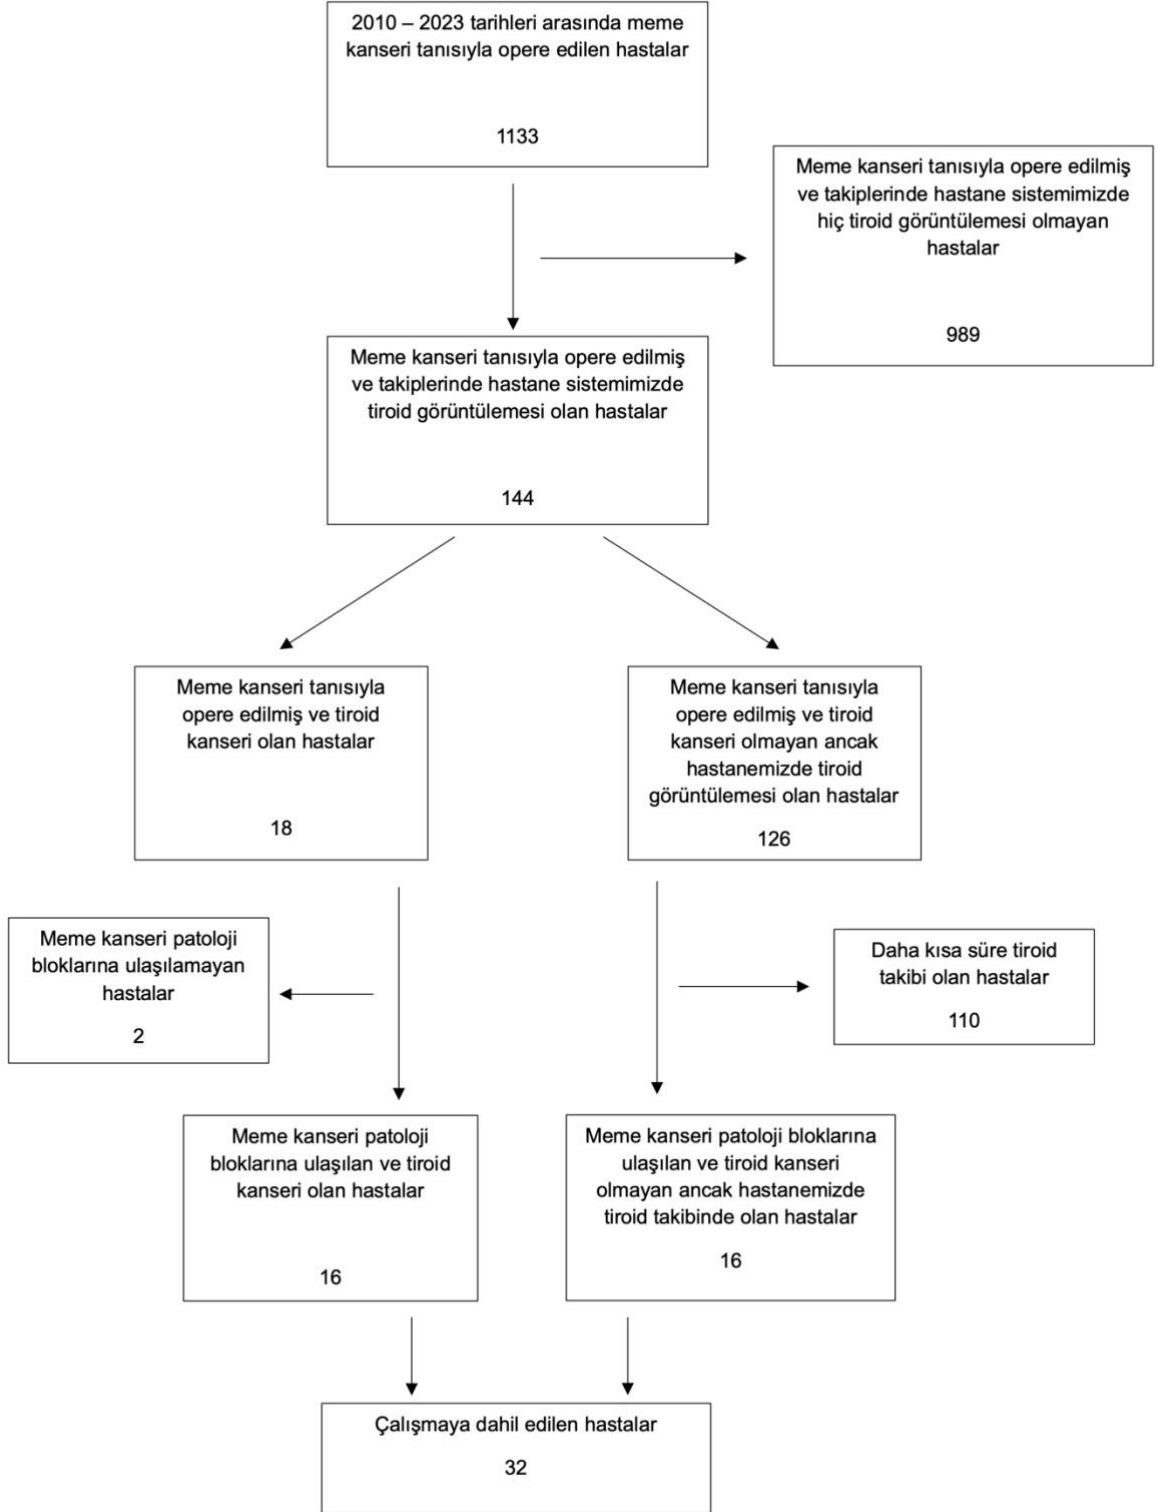 2010 – 2023 tarihleri arasında meme
kanseri tanısıyla opere edilen hastalar
1133
Meme kanseri tanısıyla opere edilmiş
ve takiplerinde hastane sistemimizde
hiç tiroid görüntülemesi olmayan
hastalar
989
Meme kanseri tanısıyla opere edilmiş
ve takiplerinde hastane sistemimizde
tiroid görüntülemesi olan hastalar
144
Meme kanseri tanısıyla
opere edilmiş ve tiroid
kanseri olan hastalar
18
Meme kanseri tanısıyla
opere edilmiş ve tiroid
kanseri olmayan ancak
hastanemizde tiroid
görüntülemesi olan hastalar
126
Meme kanseri patoloji
bloklarına ulaşılamayan
hastalar
2
Daha kısa süre tiroid
takibi olan hastalar
110
Meme kanseri patoloji
bloklarına ulaşılan ve tiroid
kanseri olan hastalar
16
Meme kanseri patoloji bloklarına
ulaşılan ve tiroid kanseri
olmayan ancak hastanemizde
tiroid takibinde olan hastalar
16
Çalışmaya dahil edilen hastalar
32